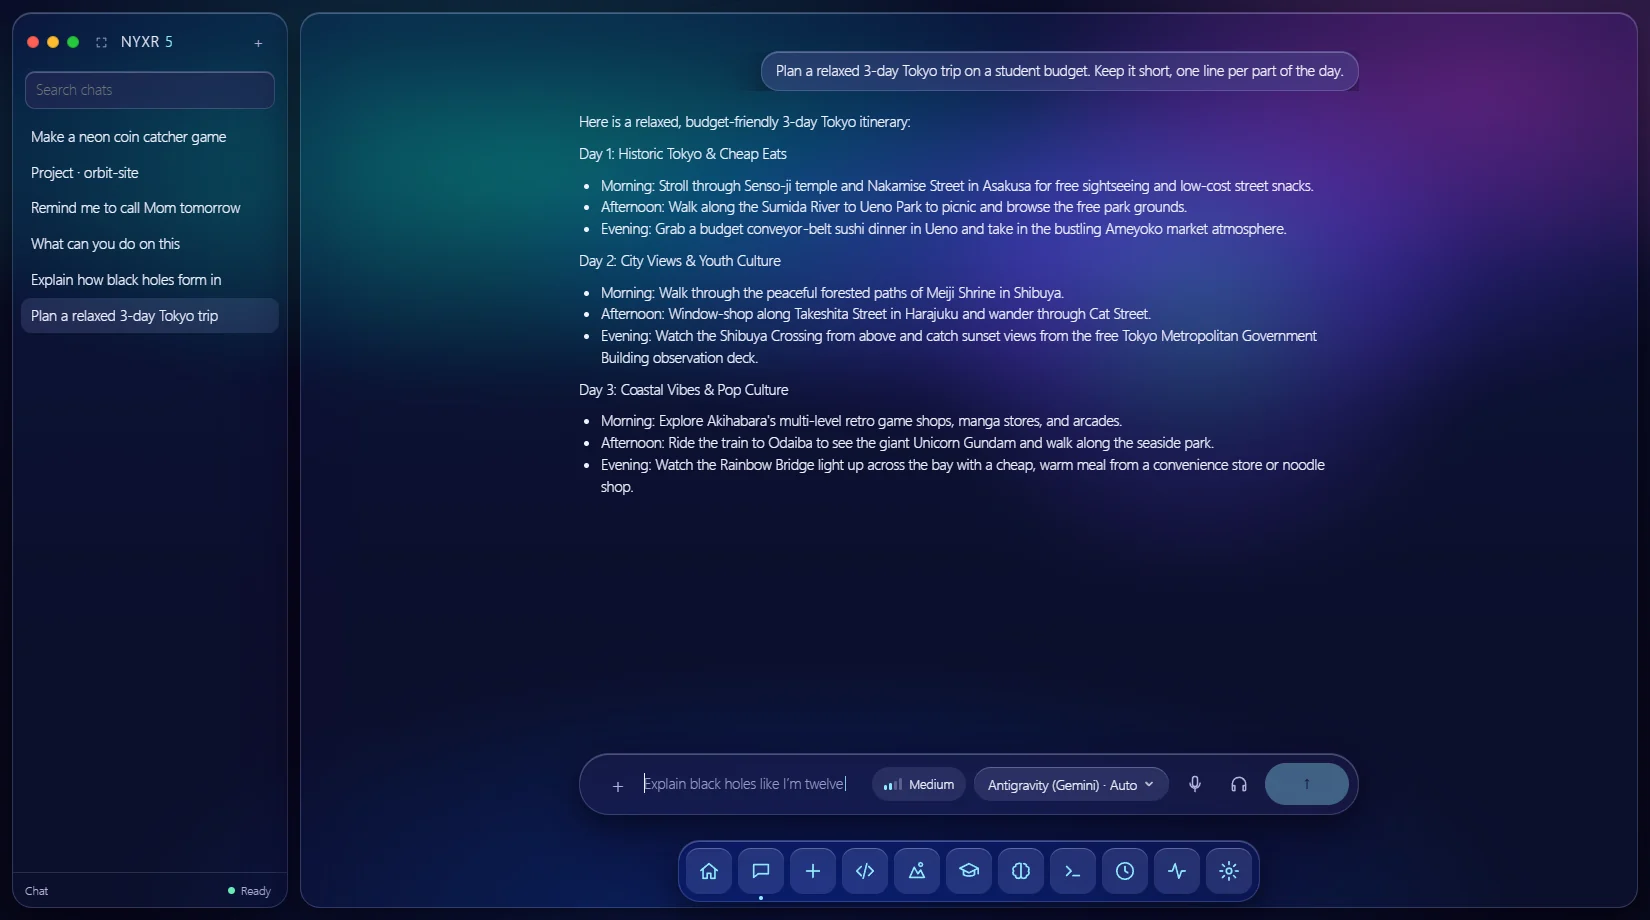 NYXR 5
+
Search chats
Make a neon coin catcher game
Project · orbit-site
Remind me to call Mom tomorrow
What can you do on this
Explain how black holes form in
Plan a relaxed 3-day Tokyo trip
Chat
Ready
Plan a relaxed 3-day Tokyo trip on a student budget. Keep it short, one line per part of the day.
Here is a relaxed, budget-friendly 3-day Tokyo itinerary:
Day 1: Historic Tokyo & Cheap Eats
• Morning: Stroll through Senso-ji temple and Nakamise Street in Asakusa for free sightseeing and low-cost street snacks.
• Afternoon: Walk along the Sumida River to Ueno Park to picnic and browse the free park grounds.
• Evening: Grab a budget conveyor-belt sushi dinner in Ueno and take in the bustling Ameyoko market atmosphere.
Day 2: City Views & Youth Culture
• Morning: Walk through the peaceful forested paths of Meiji Shrine in Shibuya.
• Afternoon: Window-shop along Takeshita Street in Harajuku and wander through Cat Street.
• Evening: Watch the Shibuya Crossing from above and catch sunset views from the free Tokyo Metropolitan Government
Building observation deck.
Day 3: Coastal Vibes & Pop Culture
• Morning: Explore Akihabara's multi-level retro game shops, manga stores, and arcades.
• Afternoon: Ride the train to Odaiba to see the giant Unicorn Gundam and walk along the seaside park.
• Evening: Watch the Rainbow Bridge light up across the bay with a cheap, warm meal from a convenience store or noodle
shop.
+ Explain black holes like I'm twelve Medium Antigravity (Gemini) · Auto ↑